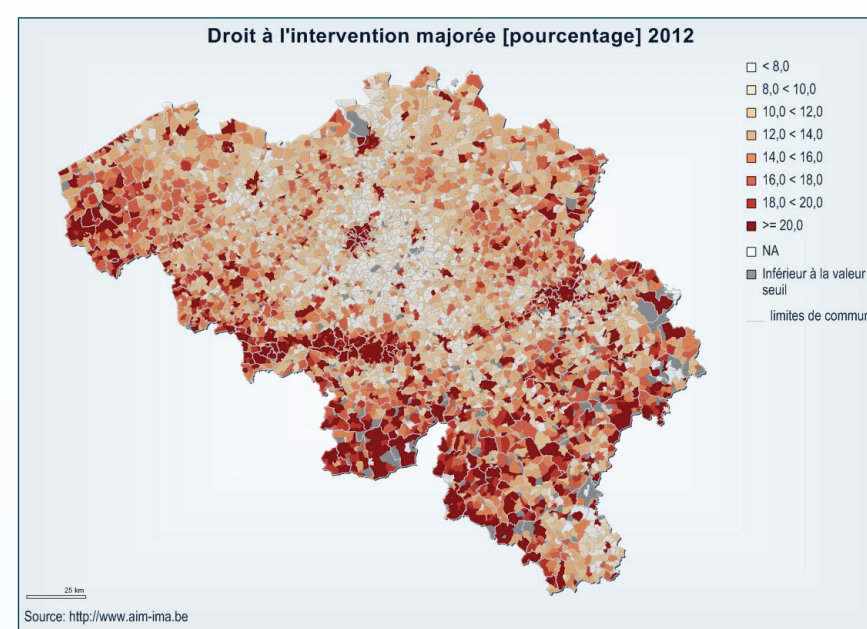 Droit à l'intervention majorée [pourcentage] 2012
< 8,0
8,0 < 10,0
10,0 < 12,0
12,0 < 14,0
14,0 < 16,0
16,0 < 18,0
18,0 < 20,0
>= 20,0
NA
Inférieur à la valeur
seuil
limites de commun
25 km
Source: http://www.aim-ima.be